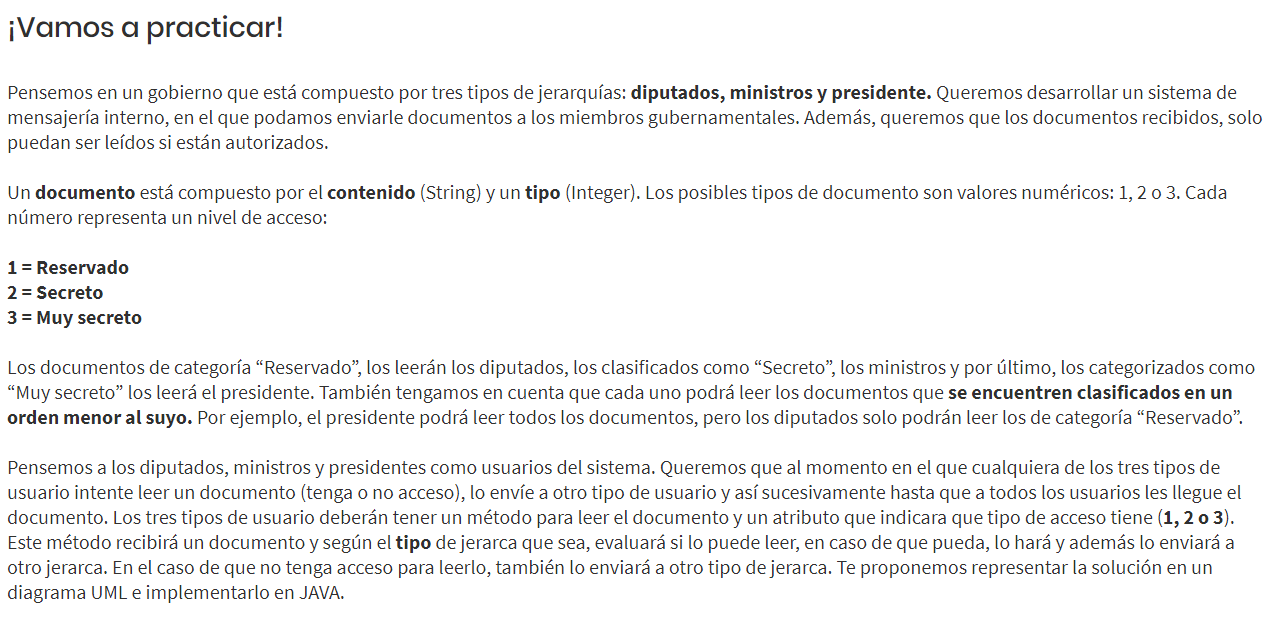 ¡Vamos a practicar!
Pensemos en un gobierno que está compuesto por tres tipos de jerarquías: diputados, ministros y presidente. Queremos desarrollar un sistema de
mensajería interno, en el que podamos enviarle documentos a los miembros gubernamentales. Además, queremos que los documentos recibidos, solo
puedan ser leídos si están autorizados.
Un documento está compuesto por el contenido (String) y un tipo (Integer). Los posibles tipos de documento son valores numéricos: 1, 2 o 3. Cada
número representa un nivel de acceso:
1 = Reservado
2 = Secreto
3 = Muy secreto
Los documentos de categoría “Reservado”, los leerán los diputados, los clasificados como “Secreto”, los ministros y por último, los categorizados como
“Muy secreto” los leerá el presidente. También tengamos en cuenta que cada uno podrá leer los documentos que se encuentren clasificados en un
orden menor al suyo. Por ejemplo, el presidente podrá leer todos los documentos, pero los diputados solo podrán leer los de categoría “Reservado”.
Pensemos a los diputados, ministros y presidentes como usuarios del sistema. Queremos que al momento en el que cualquiera de los tres tipos de
usuario intente leer un documento (tenga o no acceso), lo envíe a otro tipo de usuario y así sucesivamente hasta que a todos los usuarios les llegue el
documento. Los tres tipos de usuario deberán tener un método para leer el documento y un atributo que indicara que tipo de acceso tiene (1, 2 o 3).
Este método recibirá un documento y según el tipo de jerarca que sea, evaluará si lo puede leer, en caso de que pueda, lo hará y además lo enviará a
otro jerarca. En el caso de que no tenga acceso para leerlo, también lo enviará a otro tipo de jerarca. Te proponemos representar la solución en un
diagrama UML e implementarlo en JAVA.